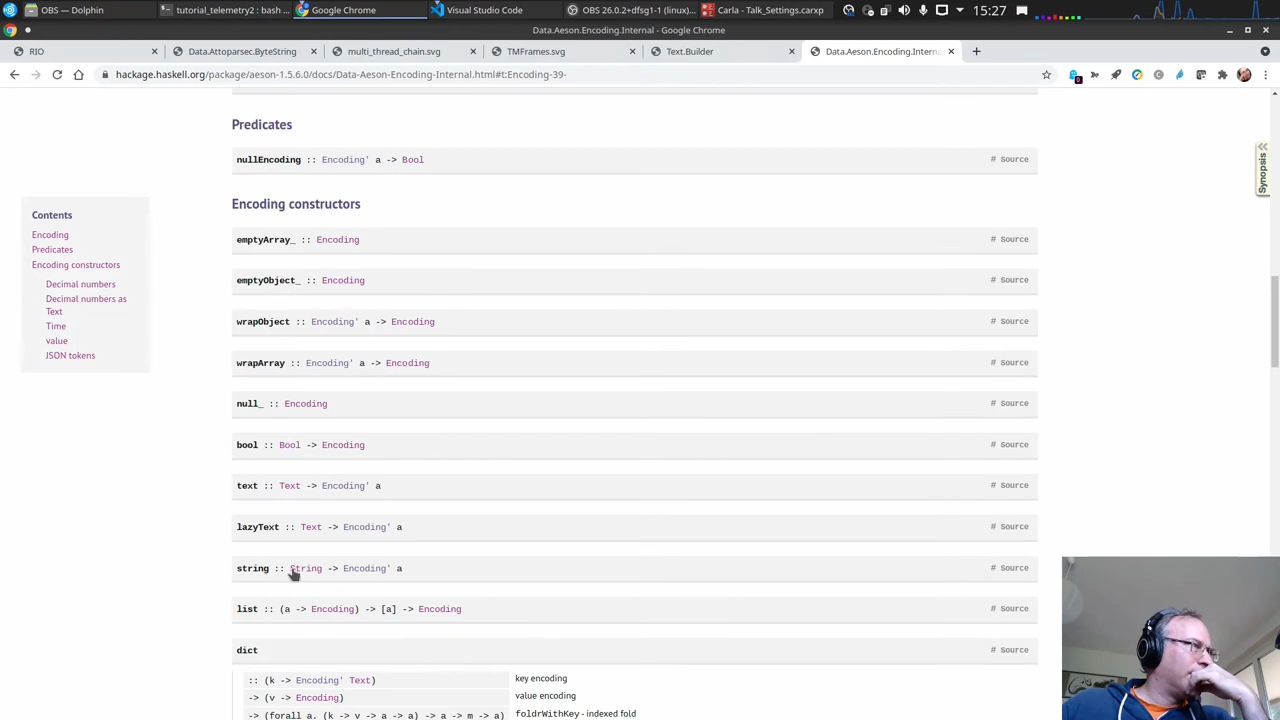 OBS — Dolphin
tutorial_telemetry2 : bash ...
Google Chrome
Visual Studio Code
OBS 26.0.2+dfsg1-1 (linux)...
Carla - Talk_Settings.carxp
15:27
Data.Aeson.Encoding.Internal - Google Chrome
RIO
Data.Attoparsec.ByteString
multi_thread_chain.svg
TMFrames.svg
Text.Builder
Data.Aeson.Encoding.Interna
hackage.haskell.org/package/aeson-1.5.6.0/docs/Data-Aeson-Encoding-Internal.html#t:Encoding-39-
Synopsis
Contents
Encoding
Predicates
Encoding constructors
Decimal numbers
Decimal numbers as
Text
Time
value
JSON tokens
Predicates
nullEncoding :: Encoding' a -> Bool # Source
Encoding constructors
emptyArray_ :: Encoding # Source
emptyObject_ :: Encoding # Source
wrapObject :: Encoding' a -> Encoding # Source
wrapArray :: Encoding' a -> Encoding # Source
null_ :: Encoding # Source
bool :: Bool -> Encoding # Source
text :: Text -> Encoding' a # Source
lazyText :: Text -> Encoding' a # Source
string :: String -> Encoding' a # Source
list :: (a -> Encoding) -> [a] -> Encoding # Source
dict # Source
:: (k -> Encoding' Text) key encoding
-> (v -> Encoding) value encoding
-> (forall a. (k -> v -> a -> a) -> a -> m -> a) foldrWithKey - indexed fold